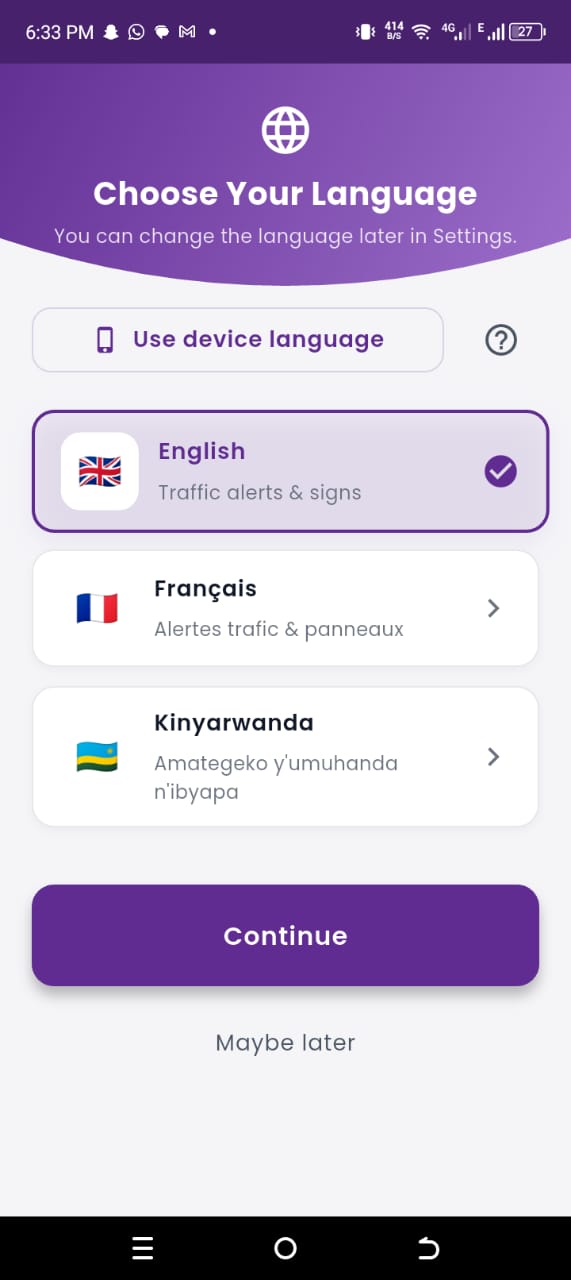 6:33 PM
414
B/S
4G
E
27
Choose Your Language
You can change the language later in Settings.
Use device language
English
Traffic alerts & signs
Français
Alertes trafic & panneaux
Kinyarwanda
Amategeko y'umuhanda
n'ibyapa
Continue
Maybe later